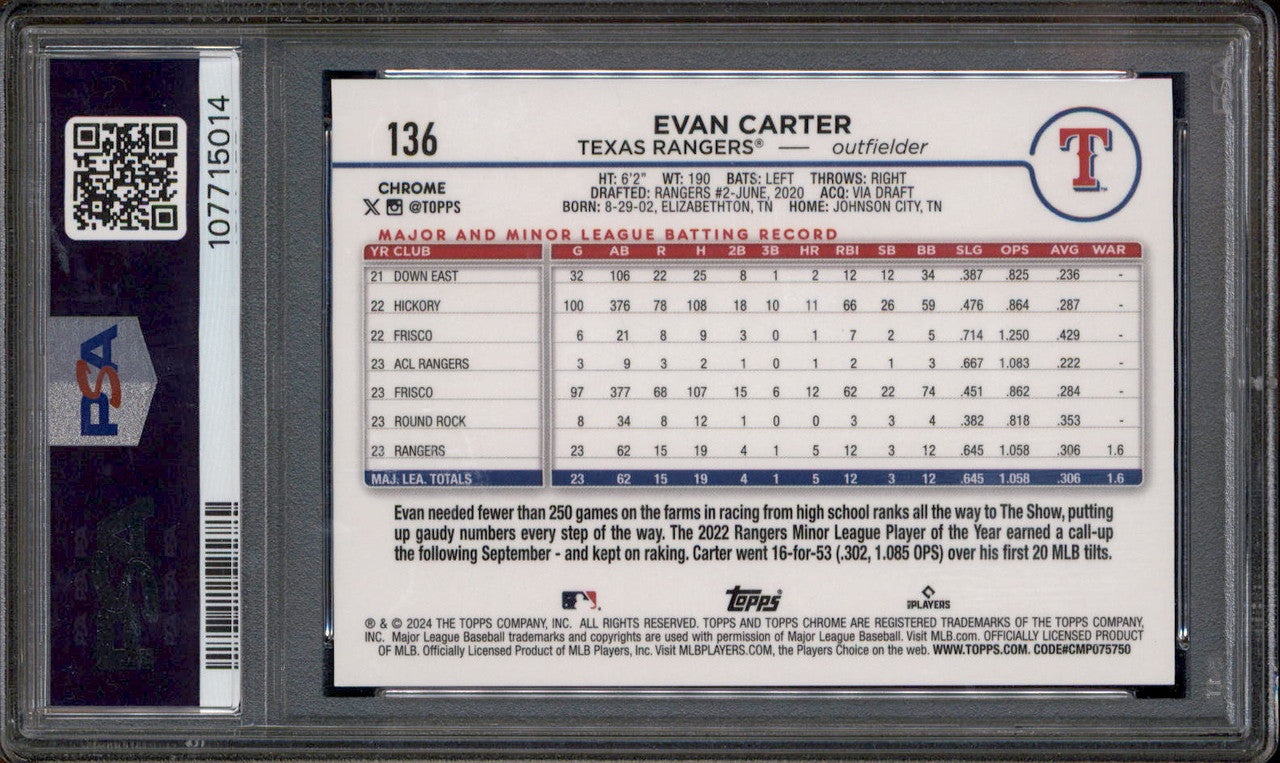 107715014
PSA
136
EVAN CARTER
TEXAS RANGERS® — outfielder
T
HT: 6'2" WT: 190 BATS: LEFT THROWS: RIGHT
DRAFTED: RANGERS #2-JUNE, 2020 ACQ: VIA DRAFT
BORN: 8-29-02, ELIZABETHTON, TN HOME: JOHNSON CITY, TN
CHROME
@TOPPS
MAJOR AND MINOR LEAGUE BATTING RECORD
YR CLUB G AB R H 2B 3B HR RBI SB BB SLG OPS AVG WAR
21 DOWN EAST 32 106 22 25 8 1 2 12 12 34 .387 .825 .236 -
22 HICKORY 100 376 78 108 18 10 11 66 26 59 .476 .864 .287 -
22 FRISCO 6 21 8 9 3 0 1 7 2 5 .714 1.250 .429 -
23 ACL RANGERS 3 9 3 2 1 0 1 2 1 3 .667 1.083 .222 -
23 FRISCO 97 377 68 107 15 6 12 62 22 74 .451 .862 .284 -
23 ROUND ROCK 8 34 8 12 1 0 0 3 3 4 .382 .818 .353 -
23 RANGERS 23 62 15 19 4 1 5 12 3 12 .645 1.058 .306 1.6
MAJ. LEA. TOTALS 23 62 15 19 4 1 5 12 3 12 .645 1.058 .306 1.6
Evan needed fewer than 250 games on the farms in racing from high school ranks all the way to The Show, putting
up gaudy numbers every step of the way. The 2022 Rangers Minor League Player of the Year earned a call-up
the following September - and kept on raking. Carter went 16-for-53 (.302, 1.085 OPS) over his first 20 MLB tilts.
TOPPS
MLB PLAYERS
® & © 2024 THE TOPPS COMPANY, INC. ALL RIGHTS RESERVED. TOPPS AND TOPPS CHROME ARE REGISTERED TRADEMARKS OF THE TOPPS COMPANY,
INC. Major League Baseball trademarks and copyrights are used with permission of Major League Baseball. Visit MLB.com. OFFICIALLY LICENSED PRODUCT
OF MLB. Officially Licensed Product of MLB Players, Inc. Visit MLBPLAYERS.COM, the Players Choice on the web. WWW.TOPPS.COM. CODE#CMP075750